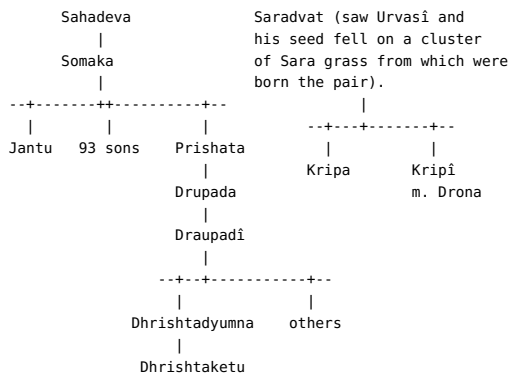 Sahadeva Saradvat (saw Urvasî and
| his seed fell on a cluster
Somaka of Sara grass from which were
| born the pair).
--+-------++----------+-- |
| | | --+---+-------+--
Jantu 93 sons Prishata | |
| Kripa Kripî
Drupada m. Drona
|
Draupadî
|
--+--+-----------+--
| |
Dhrishtadyumna others
|
Dhrishtaketu